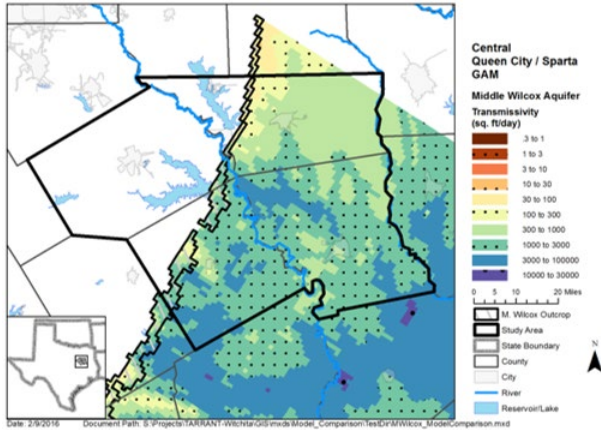 Central
Queen City / Sparta
GAM
Middle Wilcox Aquifer
Transmissivity
(sq. ft/day)
.3 to 1
1 to 3
3 to 10
10 to 30
30 to 100
100 to 300
300 to 1000
1000 to 3000
3000 to 100000
10000 to 30000
0 5 10 20 Miles
M. Wilcox Outcrop
Study Area
State Boundary
County
City
River
Reservoir/Lake
N
Date: 2/9/2016 Document Path: S:\Projects\TARRANT-Witchita\GIS\mxds\Model_Comparison\TestDir\MWilcox_ModelComparison.mxd